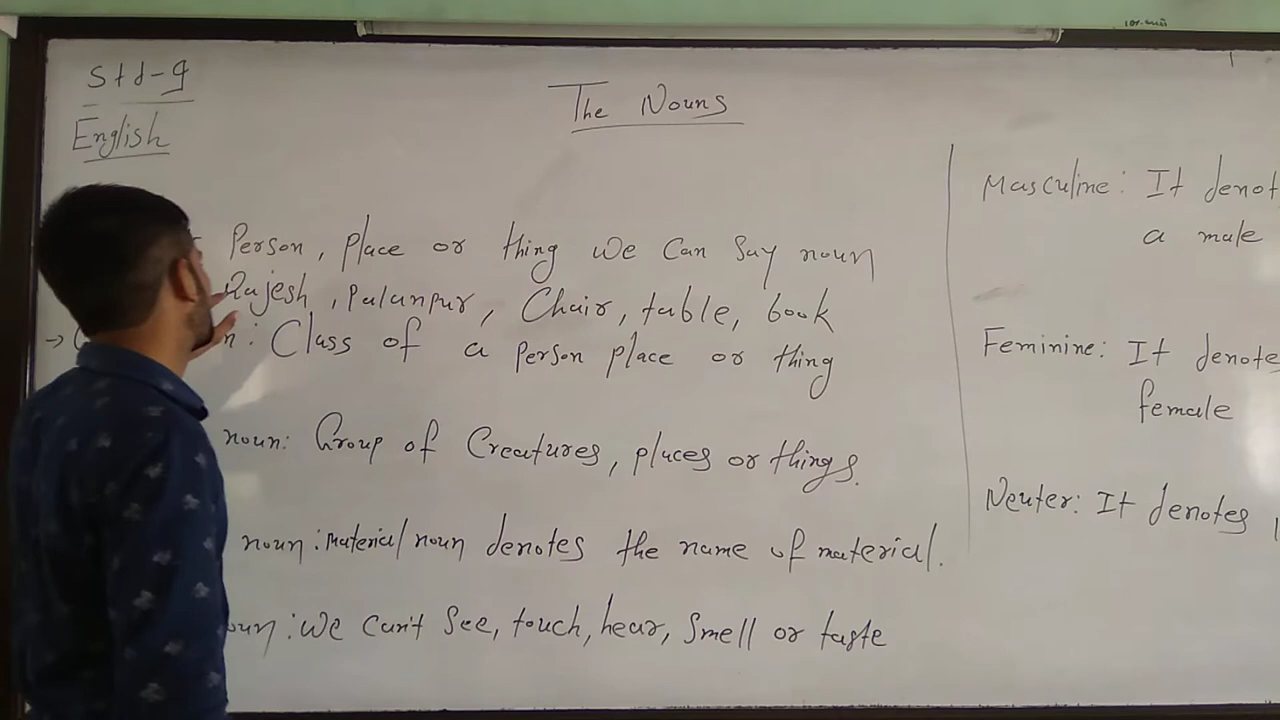 Std-9
English
The Nouns
Person, place or thing we can say noun
Rajesh, Palanpur, Chair, table, book
→ n: Class of a person place or thing
noun: Group of Creatures, places or things.
noun: Material noun denotes the name of material.
oun: We can't see, touch, hear, smell or taste
Masculine: It denot
a male
Feminine: It denote
female
Neuter: It denotes